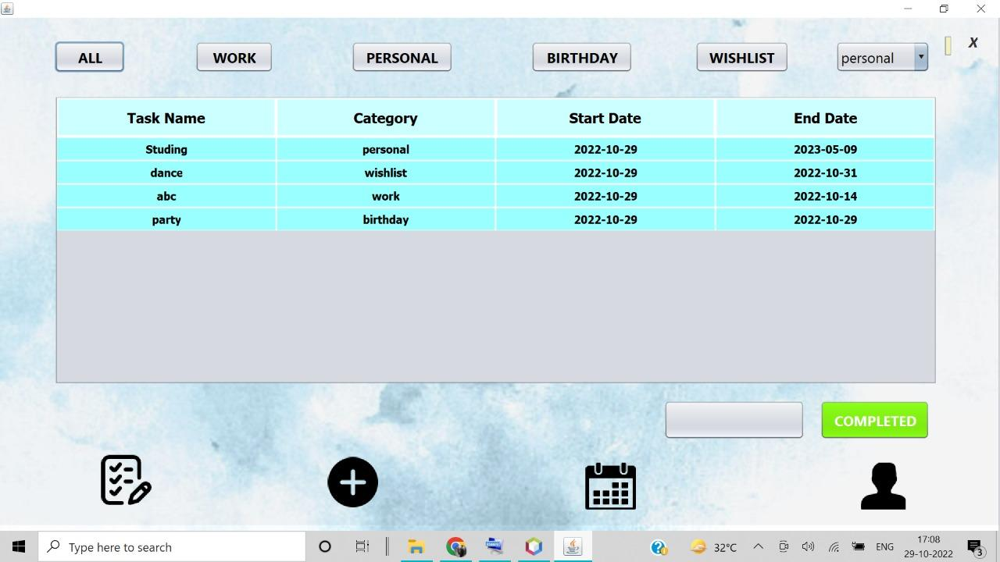 ALL WORK PERSONAL BIRTHDAY WISHLIST personal X
Task Name Category Start Date End Date
Studing personal 2022-10-29 2023-05-09
dance wishlist 2022-10-29 2022-10-31
abc work 2022-10-29 2022-10-14
party birthday 2022-10-29 2022-10-29
COMPLETED
Type here to search 32°C ENG 17:08
29-10-2022 3